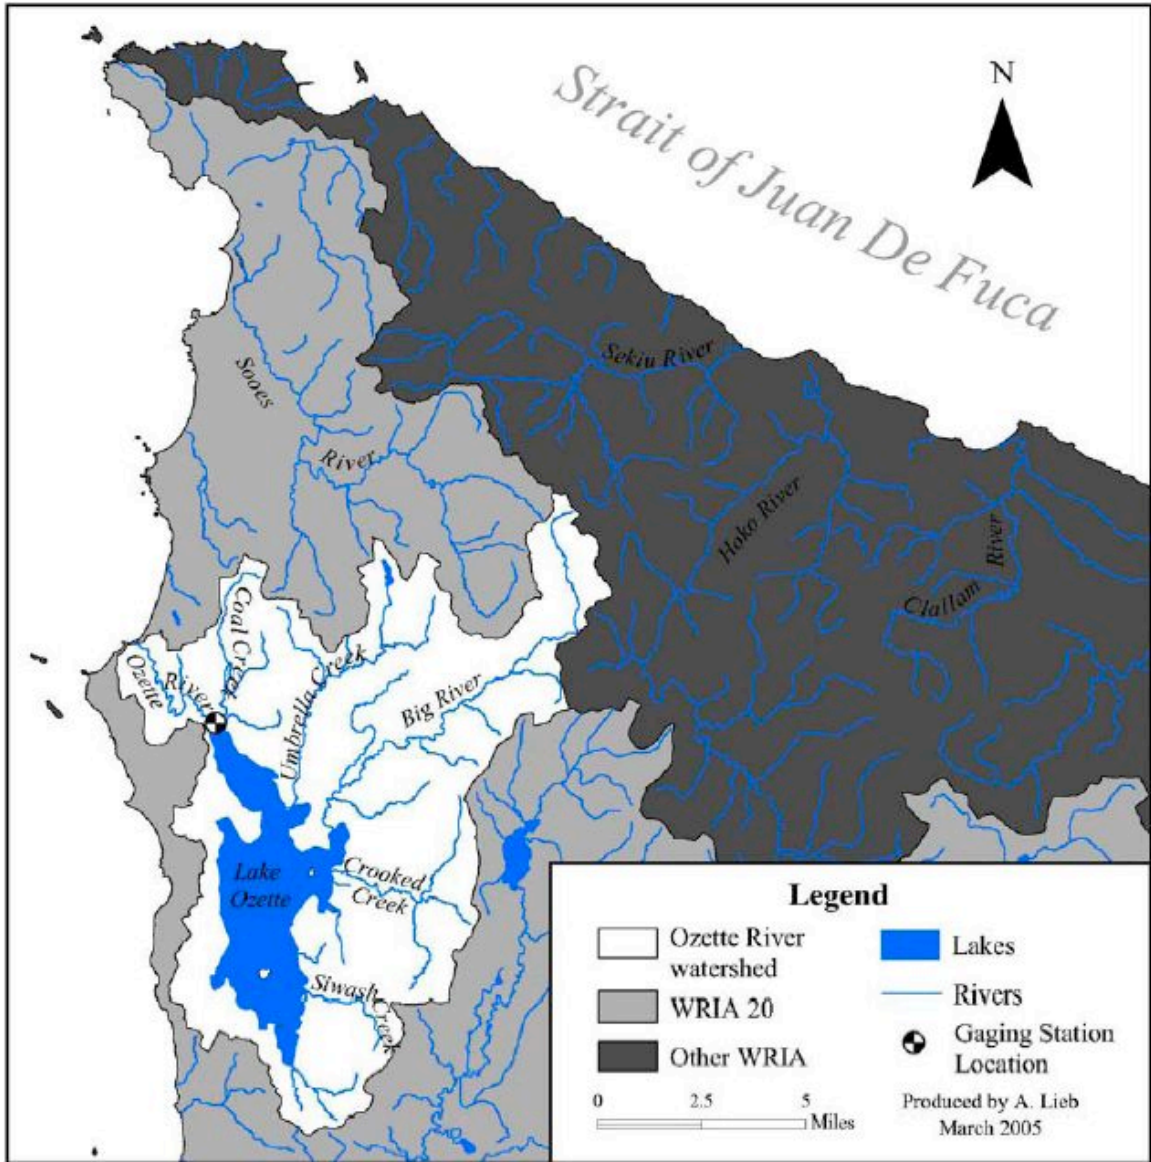 N
Strait of Juan De Fuca
Sekiu River
Sooes
River
Hoko River
Clallam River
Coal Creek
Ozette River
Umbrella Creek
Big River
Lake
Ozette
Crooked
Creek
Siwash Creek
Legend
Ozette River
watershed
WRIA 20
Other WRIA
Lakes
Rivers
Gaging Station
Location
0 2.5 5
Miles
Produced by A. Lieb
March 2005